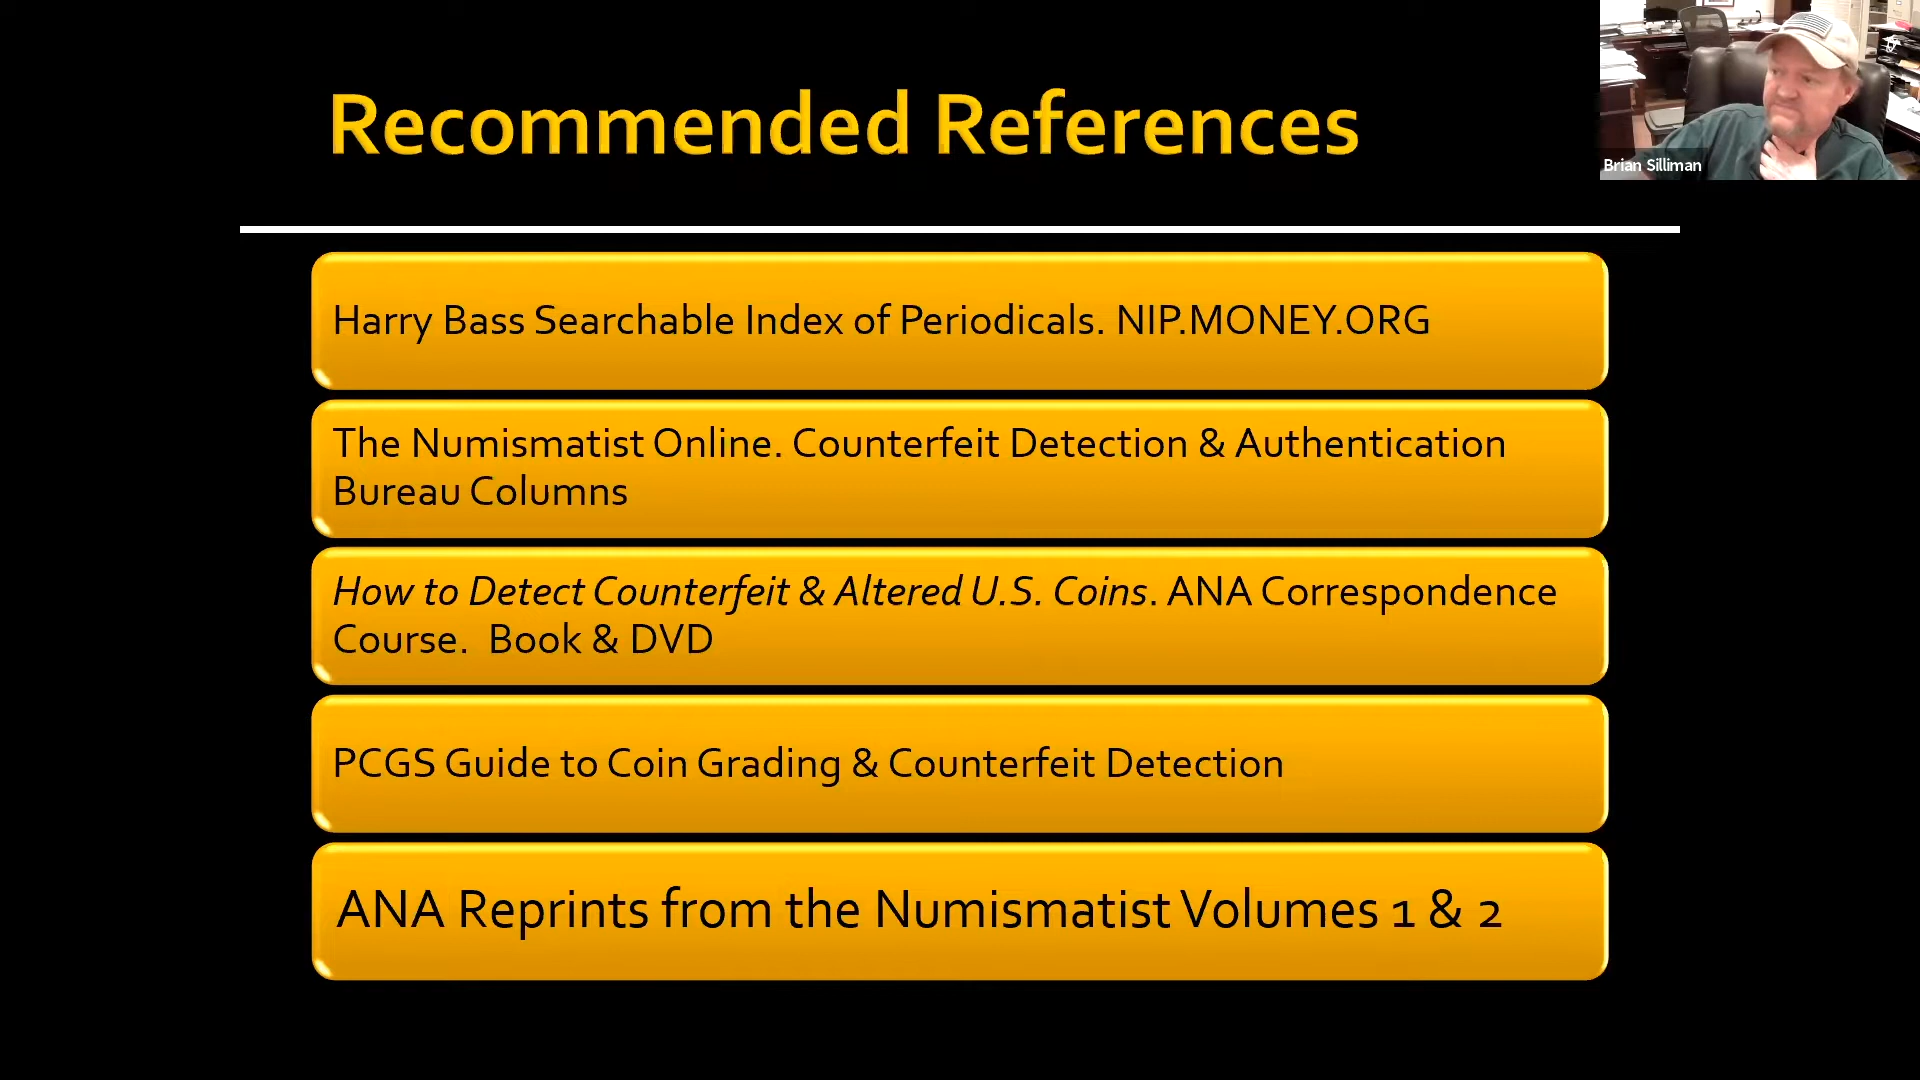 Recommended References
Brian Silliman
Harry Bass Searchable Index of Periodicals. NIP.MONEY.ORG
The Numismatist Online. Counterfeit Detection & Authentication
Bureau Columns
How to Detect Counterfeit & Altered U.S. Coins. ANA Correspondence
Course.  Book & DVD
PCGS Guide to Coin Grading & Counterfeit Detection
ANA Reprints from the Numismatist Volumes 1 & 2